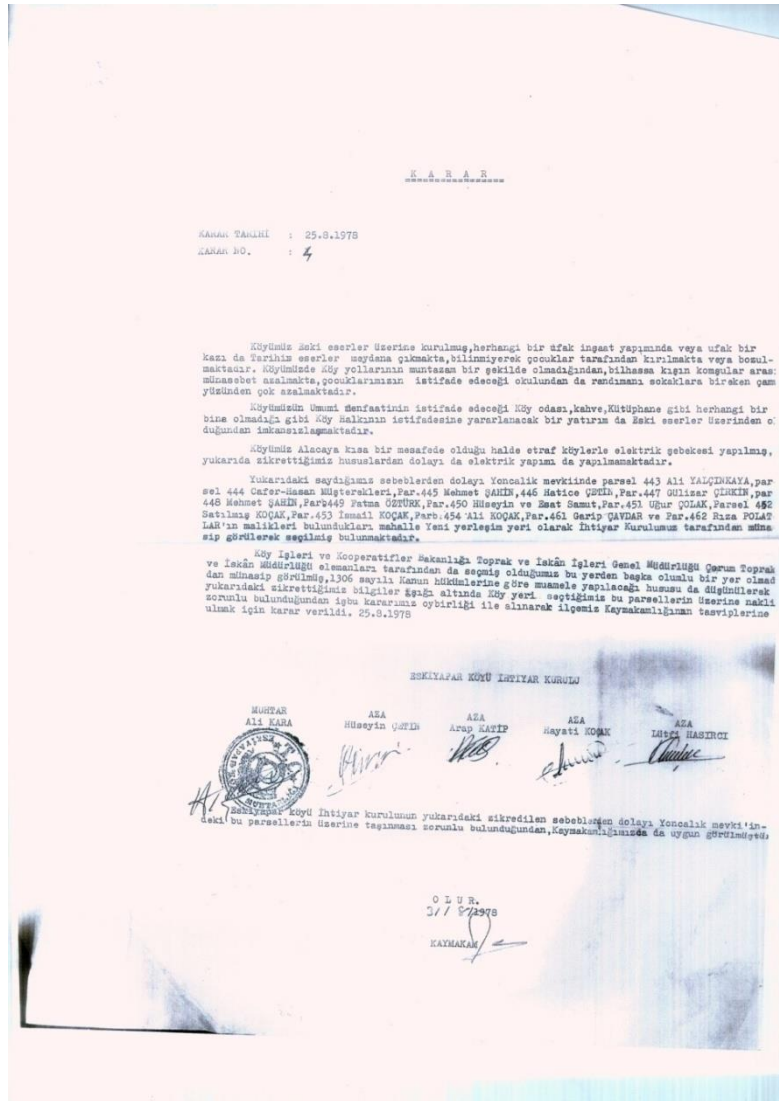 K A R A R
KARAR TARİHİ : 25.8.1978
KARAR NO. : 4
Köyümüz Eski eserler üzerine kurulmuş,herhangi bir ufak inşaat yapımında veya ufak bir
kazı da Tarihim eserler meydana çıkmakta,bilinmiyerek çocuklar tarafından kırılmakta veya bozul-
maktadır. Köyümüzde Köy yollarının muntazam bir şekilde olmadığından,bilhassa kışın komşular aras
münasebet azalmakta,çocuklarımızın istifade edeceği okulundan da randımanı sokaklara bireken çam
yüzünden çok azalmaktadır.
Köyümüzün Umumi Menfaatinin istifade edeceği Köy odası,kahve,Kütüphane gibi herhangi bir
bina olmadığı gibi Köy Halkının istifadesine yararlanacak bir yatırım da Eski eserler üzerinden ol
duğundan imkansızlaşmaktadır.
Köyümüz Alacaya kısa bir mesafede olduğu halde etraf köylerle elektrik şebekesi yapılmış,
yukarıda zikrettiğimiz hususlardan dolayı da elektrik yapımı da yapılmamaktadır.
Yukarıdaki saydığımız sebeblerden dolayı Yoncalik mevkiinde parsel 443 Ali YALÇINKAYA,par
sel 444 Cafer-Hasan Müşterekleri,Par.445 Mehmet ŞAHİN,446 Hatice ÇETİN,Par.447 Gülizar ÇİRKİN,par
448 Mehmet ŞAHİN,Parb449 Fatma ÖZTÜRK,Par.450 Hüseyin ve Esat Samut,Par.451 Uğur ÇOLAK,Parsel 452
Satılmış KOÇAK,Par.453 İsmail KOÇAK,Parb.454 Ali KOÇAK,Par.461 Garip ÇAVDAR ve Par.462 Rıza POLAT
LAR'ın malikleri bulundukları mahalle Yeni yerleşim yeri olarak İhtiyar Kurulumuz tarafından müna
sip görülerek seçilmiş bulunmaktadır.
Köy İşleri ve Kooperatifler Bakanlığı Toprak ve İskân İşleri Genel Müdürlüğü Çorum Toprak
ve İskân Müdürlüğü elemanları tarafından da seçmiş olduğumuz bu yerden başka olumlu bir yer olmad
dan münasip görülmüş,1306 sayılı Kanun hükümlerine göre muamele yapılacağı hususu da düşünülerek
yukarıdaki zikrettiğimiz bilgiler ışığı altında Köy yeri seçtiğimiz bu parsellerin üzerine nakli
zorunlu bulunduğundan işbu kararımız oybirliği ile alınarak ilçemiz Kaymakamlığınan tasviplerine
ulmak için karar verildi. 25.8.1978
ESKİYAPAR KÖYÜ İHTİYAR KURULU
MUHTAR AZA AZA AZA AZA
Ali KARA Hüseyin ÇETİN Arap KATİP Hayati KOÇAK Lütfi HASIRCI
Eskiyapar köyü İhtiyar kurulunun yukarıdaki zikredilen sebeblerden dolayı Yoncalık mevki'in-
deki bu parsellerin üzerine taşınması zorunlu bulunduğundan,Kaymakamlığımızda da uygun görülmüştü;
O L U R.
31/ 8/1978
KAYMAKAM